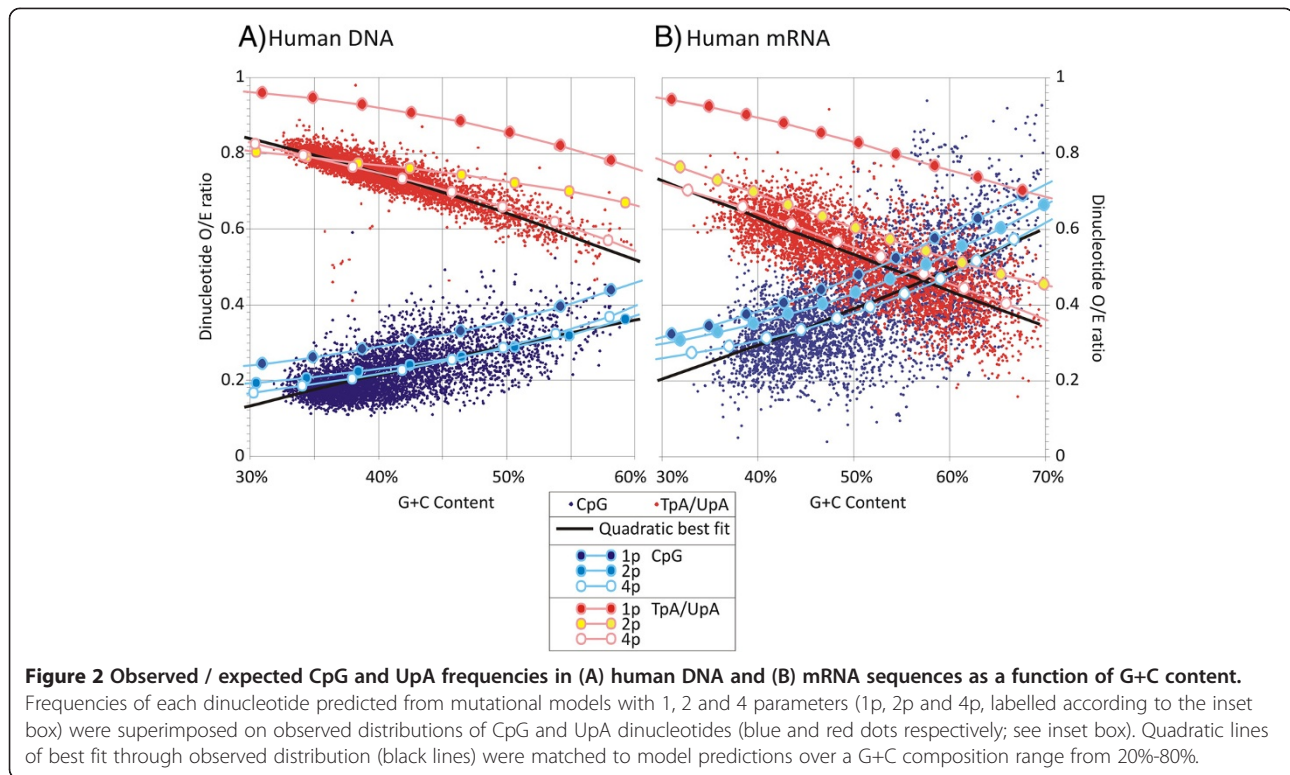 A) Human DNA
B) Human mRNA
1
0.8
0.6
0.4
0.2
0
Dinucleotide O/E ratio
30%
40%
50%
60%
G+C Content
30%
40%
50%
60%
70%
G+C Content
1
0.8
0.6
0.4
0.2
0
Dinucleotide O/E ratio
CpG TpA/UpA
Quadratic best fit
1p CpG
2p
4p
1p TpA/UpA
2p
4p
Figure 2 Observed / expected CpG and UpA frequencies in (A) human DNA and (B) mRNA sequences as a function of G+C content.
Frequencies of each dinucleotide predicted from mutational models with 1, 2 and 4 parameters (1p, 2p and 4p, labelled according to the inset
box) were superimposed on observed distributions of CpG and UpA dinucleotides (blue and red dots respectively; see inset box). Quadratic lines
of best fit through observed distribution (black lines) were matched to model predictions over a G+C composition range from 20%-80%.